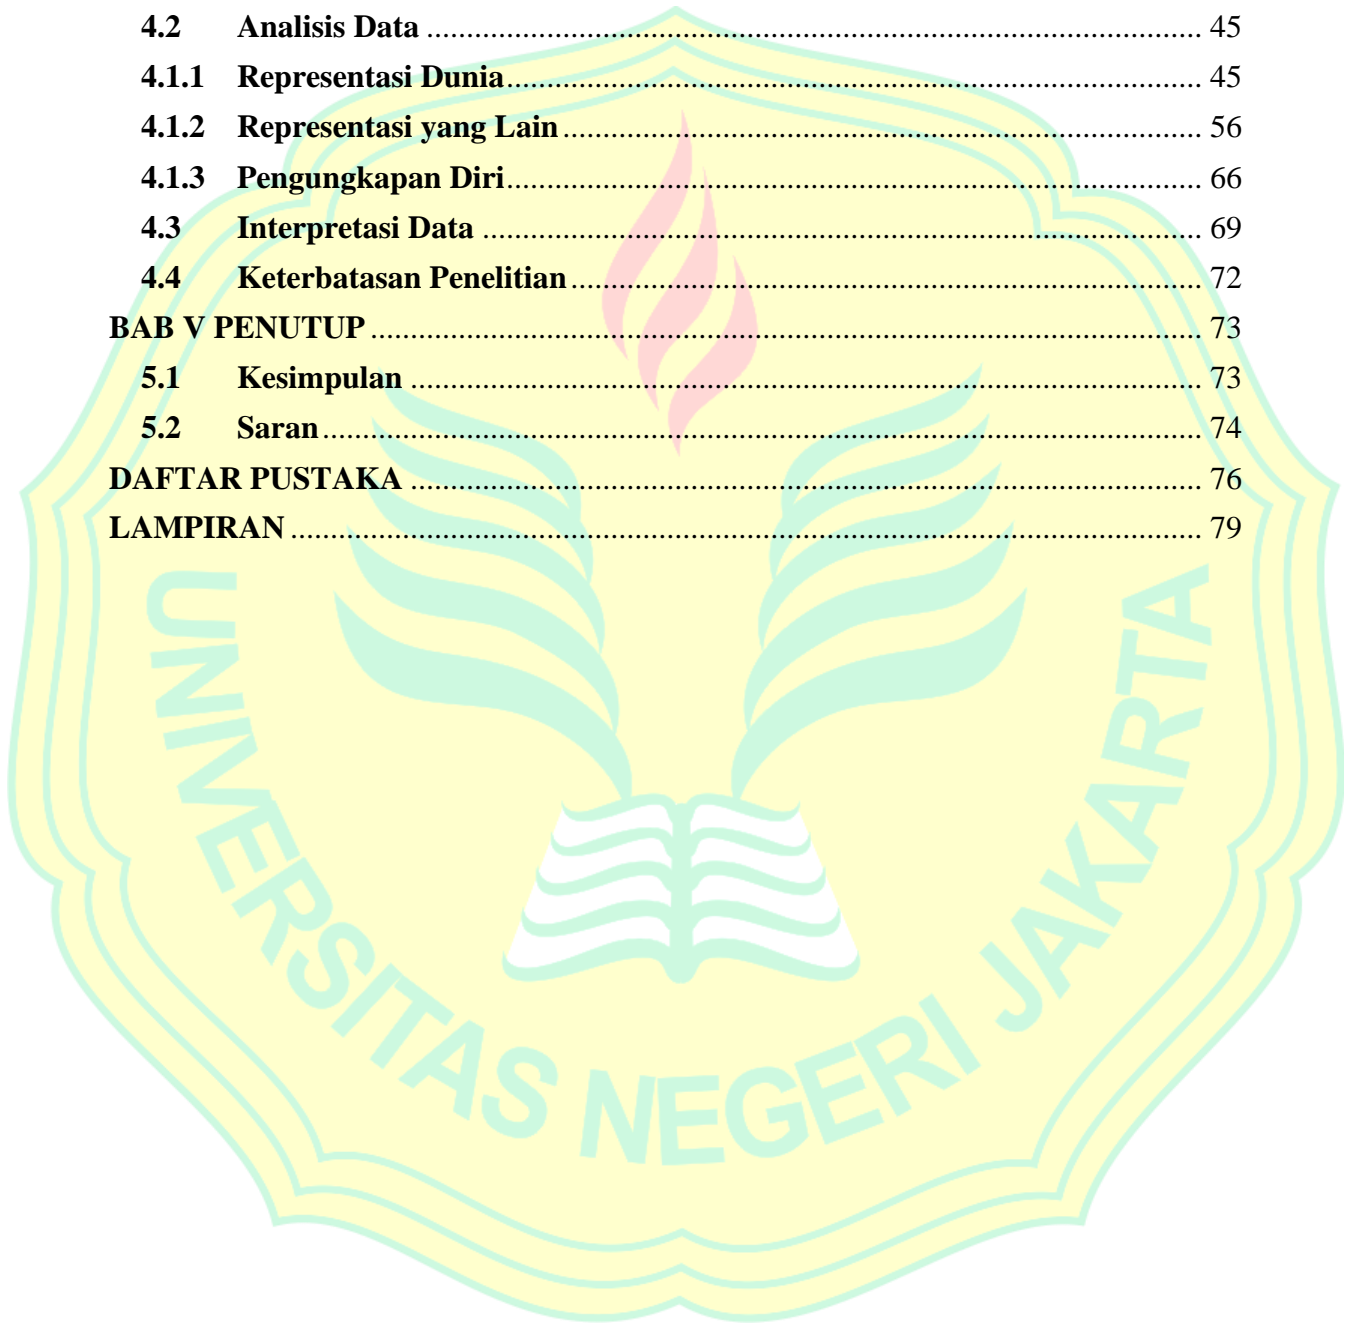 4.2 Analisis Data ........................................................ 45
4.1.1 Representasi Dunia ........................................................ 45
4.1.2 Representasi yang Lain ........................................................ 56
4.1.3 Pengungkapan Diri ........................................................ 66
4.3 Interpretasi Data ........................................................ 69
4.4 Keterbatasan Penelitian ........................................................ 72
BAB V PENUTUP ........................................................ 73
5.1 Kesimpulan ........................................................ 73
5.2 Saran ........................................................ 74
DAFTAR PUSTAKA ........................................................ 76
LAMPIRAN ........................................................ 79
UNIVERSITAS NEGERI JAKARTA